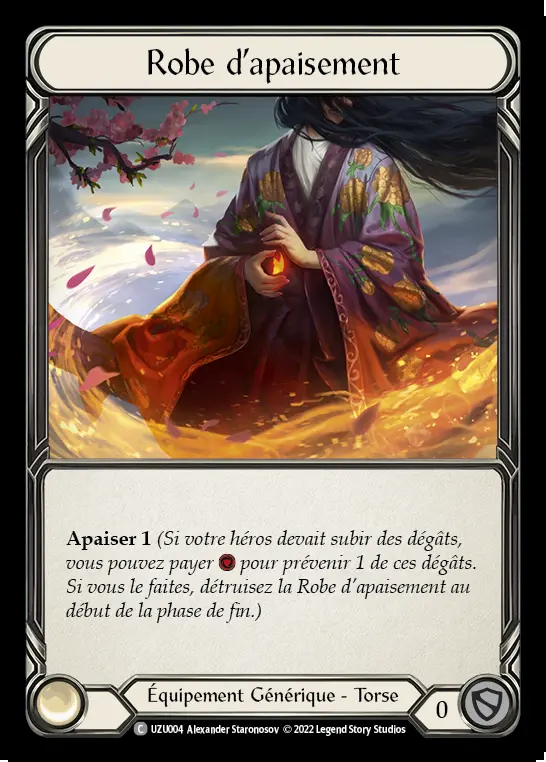 Robe d'apaisement
Apaiser 1 (Si votre héros devait subir des dégâts,
vous pouvez payer pour prévenir 1 de ces dégâts.
Si vous le faites, détruisez la Robe d'apaisement au
début de la phase de fin.)
Équipement Générique - Torse
0
C UZU004 Alexander Staronosov © 2022 Legend Story Studios